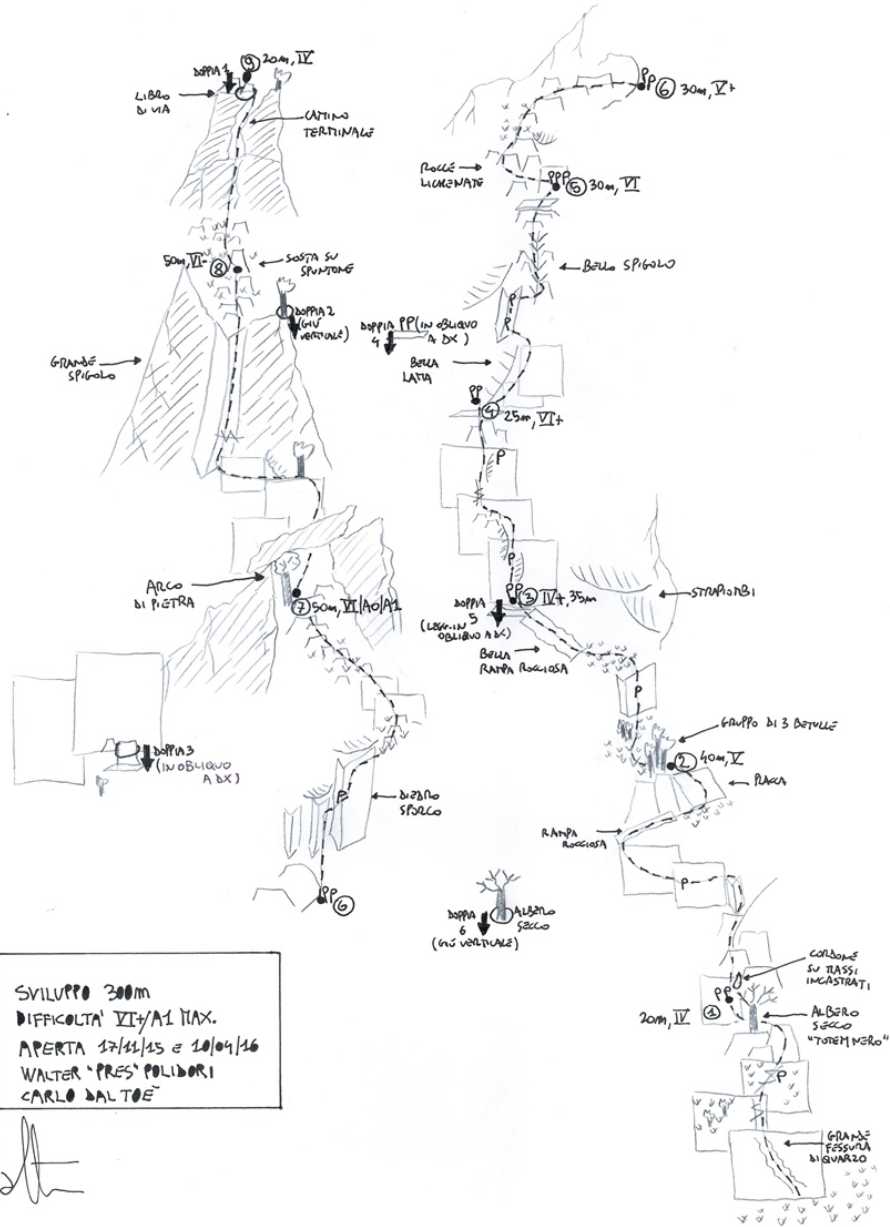 DOPPIA 1
⑨ 20m, IV
LIBRO
DI VIA
CAMINO
TERMINALE
50m, VI- ⑧
SOSTA SU
SPUNTONE
DOPPIA 2
(GIÙ
VERTICALE)
GRANDE
SPIGOLO
ARCO
DI PIETRA
⑦ 50m, VI/A0/A1
DOPPIA 3
(IN OBLIQUO
A DX)
P
DIEDRO
SPORCO
PP ⑥
PP ⑥ 30m, V+
ROCCE
LICHENATE
PPP
⑤ 30m, VI
BELLO SPIGOLO
P
P
DOPPIA PP (IN OBLIQUO
4 A DX)
BELLA
LAMA
PP
④ 25m, VI+
P
P
PP
③ IV+, 35m
STRAPIOMBI
DOPPIA
5
(LEGG. IN
OBLIQUO A DX)
BELLA
RAMPA ROCCIOSA
P
GRUPPO DI 3 BETULLE
② 40m, V
PLACCA
RAMPA
ROCCIOSA
P
DOPPIA
6
(GIÙ VERTICALE)
ALBERO
SECCO
CORDONE
SU MASSI
INCASTRATI
PP
20m, IV ①
ALBERO
SECCO
"TOTEM NERO"
P
GRANDE
FESSURA
DI QUARZO
SVILUPPO 300m
DIFFICOLTA' VI+/A1 MAX.
APERTA 17/11/15 E 10/04/16
WALTER "PRES" POLIDORI
CARLO DAL TOÈ